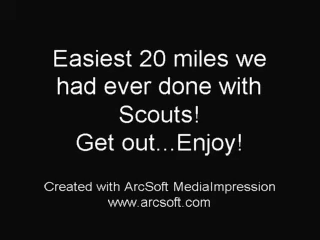 Easiest 20 miles we
had ever done with
Scouts!
Get out...Enjoy!
Created with ArcSoft MediaImpression
www.arcsoft.com